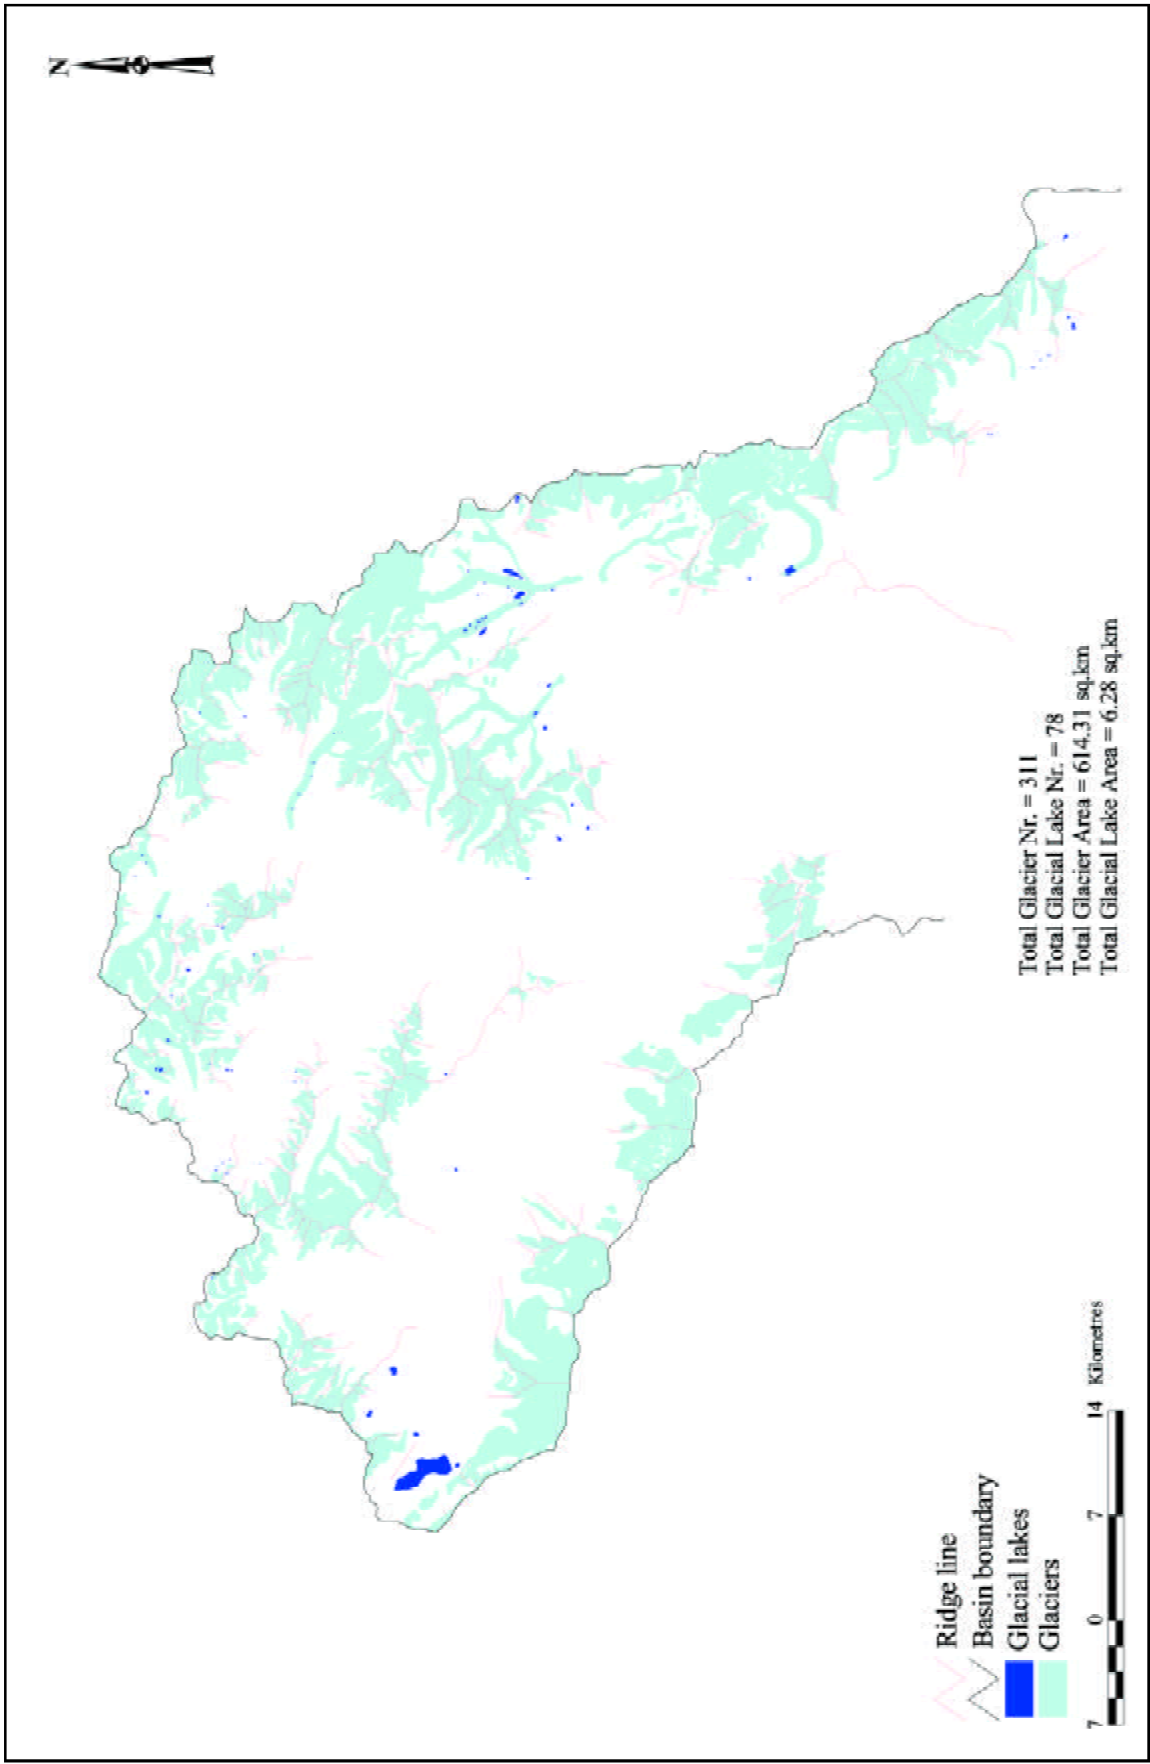 N
Total Glacier Nr. = 311
Total Glacial Lake Nr. = 78
Total Glacier Area = 614.31 sq.km
Total Glacial Lake Area = 6.28 sq.km
Ridge line
Basin boundary
Glacial lakes
Glaciers
7 0 7 14 Kilometres